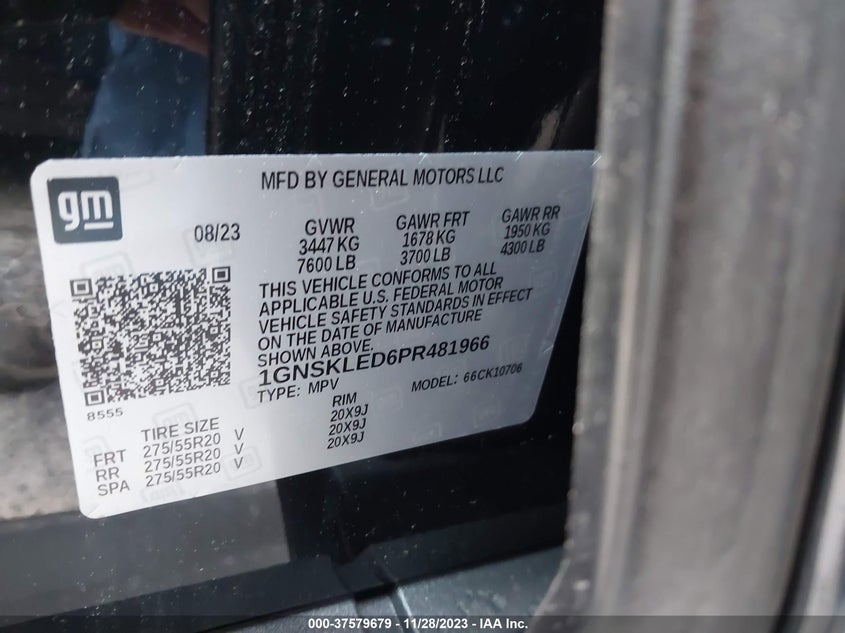 gm
MFD BY GENERAL MOTORS LLC
08/23
GVWR
3447 KG
7600 LB
GAWR FRT
1678 KG
3700 LB
GAWR RR
1950 KG
4300 LB
THIS VEHICLE CONFORMS TO ALL
APPLICABLE U.S. FEDERAL MOTOR
VEHICLE SAFETY STANDARDS IN EFFECT
ON THE DATE OF MANUFACTURE
SHOWN ABOVE.
1GNSKLED6PR481966
TYPE: MPV
MODEL: 66CK10706
8555
TIRE SIZE
RIM
FRT 275/55R20 V 20X9J
RR 275/55R20 V 20X9J
SPA 275/55R20 V 20X9J
000-37579679 - 11/28/2023 - IAA Inc.